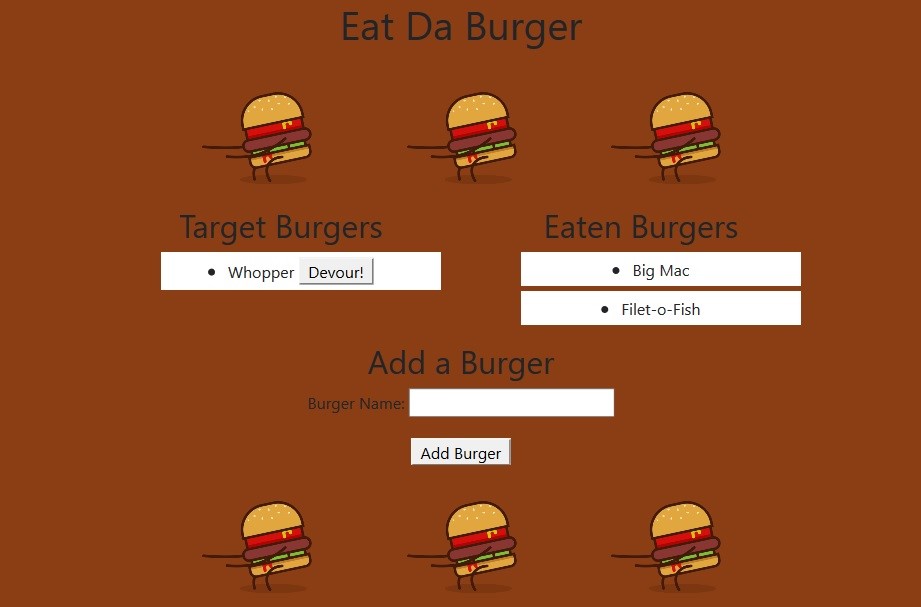 Eat Da Burger
Target Burgers
Whopper Devour!
Eaten Burgers
Big Mac
Filet-o-Fish
Add a Burger
Burger Name:
Add Burger